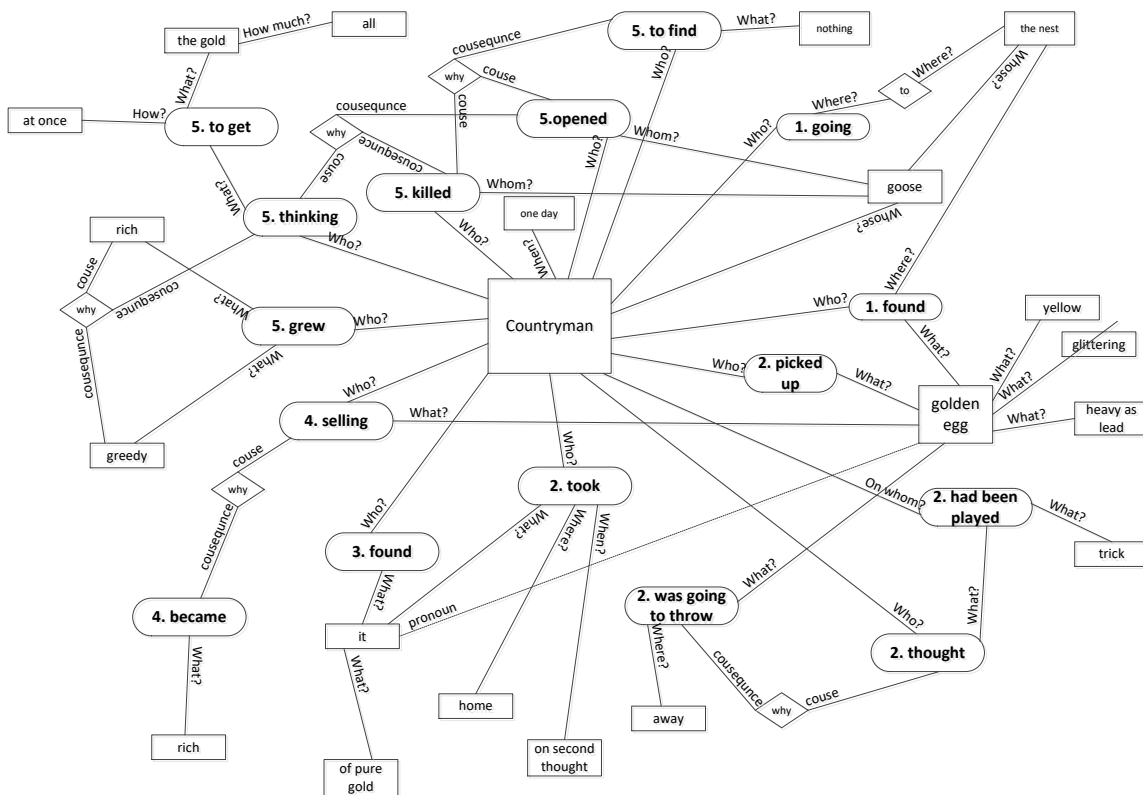 How much?
all
the gold
What?
at once
How?
5. to get
What?
cousequnce
5. to find
What?
nothing
why
couse
couse
Who?
the nest
Where?
to
Where?
Whose?
1. going
Who?
cousequnce
5.opened
Whom?
Who?
why
couse
cousequnce
5. killed
Whom?
goose
Who?
5. thinking
Who?
one day
When?
Whose?
rich
couse
why
cousequnce
cousequnce
What?
5. grew
Who?
What?
greedy
Countryman
Where?
Who?
1. found
What?
yellow
glittering
What?
What?
Who?
2. picked
up
What?
golden
egg
What?
heavy as
lead
Who?
4. selling
What?
couse
why
cousequnce
4. became
What?
rich
Who?
2. took
What?
Where?
When?
Who?
3. found
What?
it
pronoun
What?
of pure
gold
home
on second
thought
On whom?
2. had been
played
What?
trick
What?
What?
2. was going
to throw
Where?
away
cousequnce
why
couse
Who?
2. thought